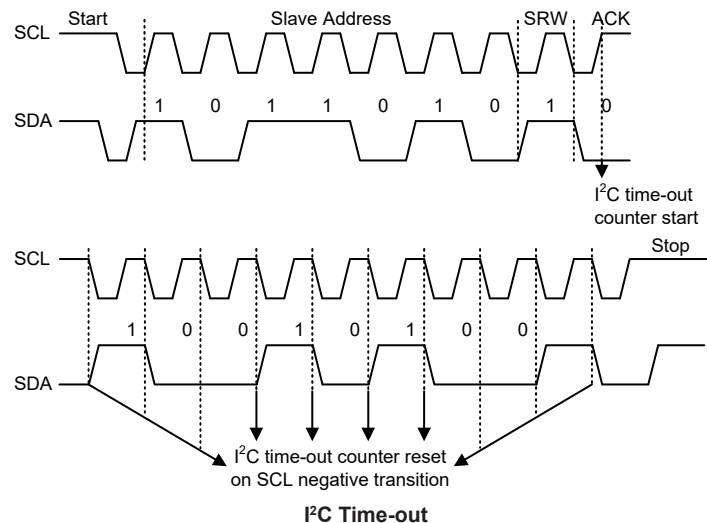 Start Slave Address SRW ACK
SCL
1 0 1 1 0 1 0 1 0
SDA
I²C time-out
counter start
Stop
SCL
1 0 0 1 0 1 0 0
SDA
I²C time-out counter reset
on SCL negative transition
I²C Time-out